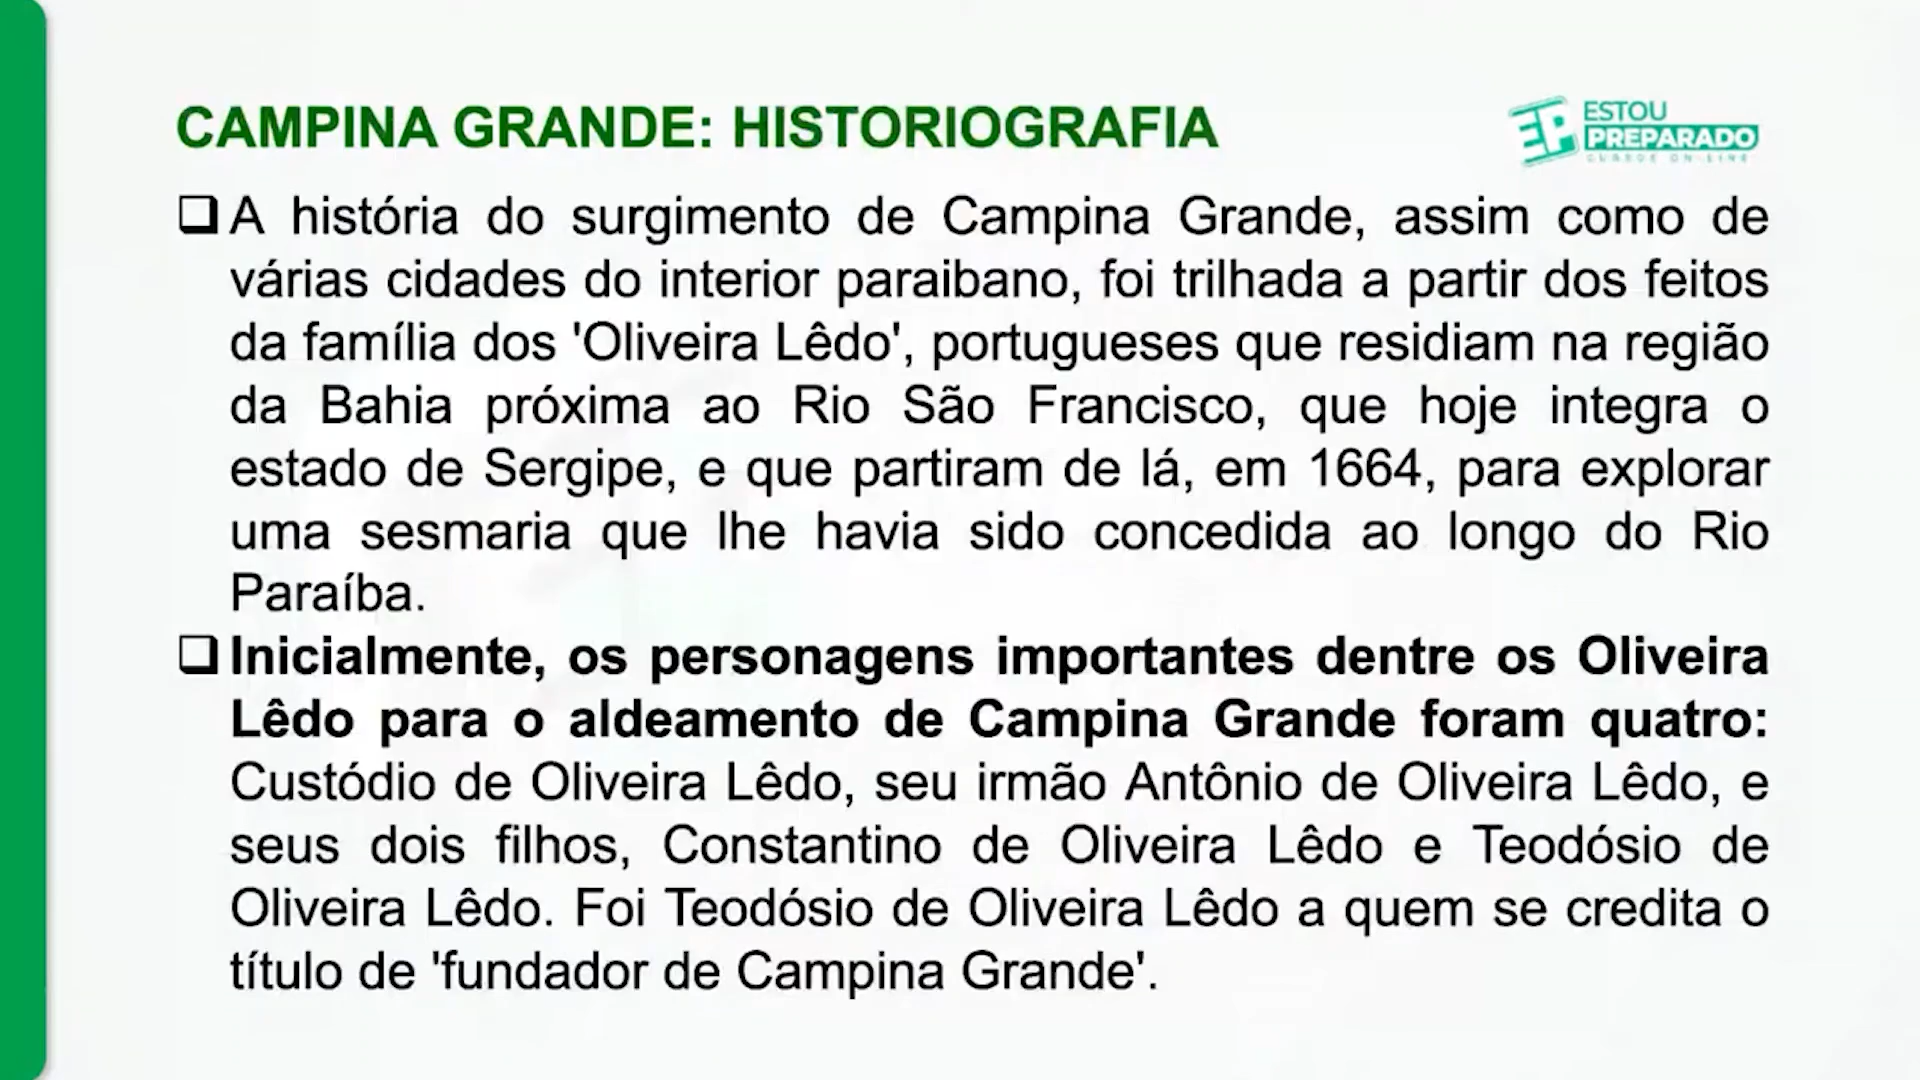 CAMPINA GRANDE: HISTORIOGRAFIA
EP ESTOU
PREPARADO
CURSOS ON-LINE
A história do surgimento de Campina Grande, assim como de
várias cidades do interior paraibano, foi trilhada a partir dos feitos
da família dos 'Oliveira Lêdo', portugueses que residiam na região
da Bahia próxima ao Rio São Francisco, que hoje integra o
estado de Sergipe, e que partiram de lá, em 1664, para explorar
uma sesmaria que lhe havia sido concedida ao longo do Rio
Paraíba.
Inicialmente, os personagens importantes dentre os Oliveira
Lêdo para o aldeamento de Campina Grande foram quatro:
Custódio de Oliveira Lêdo, seu irmão Antônio de Oliveira Lêdo, e
seus dois filhos, Constantino de Oliveira Lêdo e Teodósio de
Oliveira Lêdo. Foi Teodósio de Oliveira Lêdo a quem se credita o
título de 'fundador de Campina Grande'.